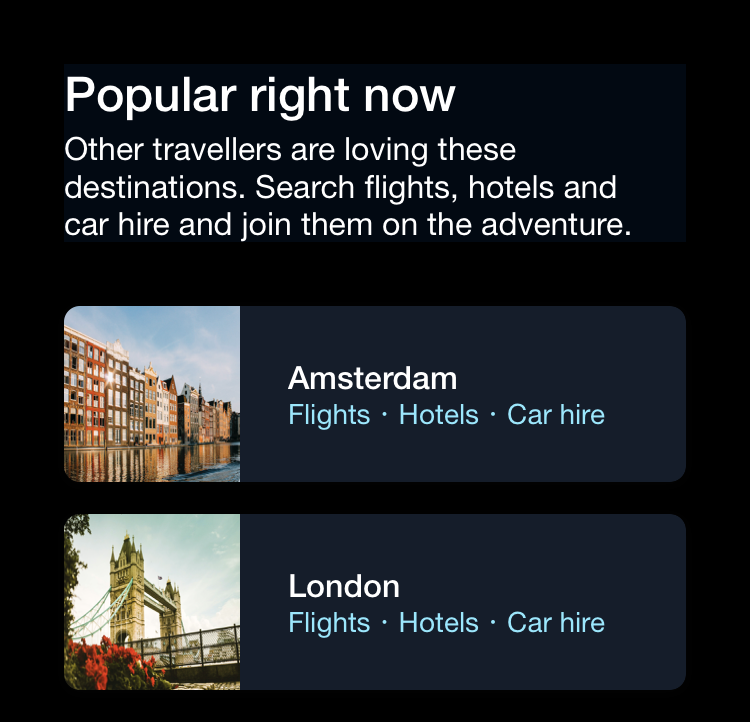 Popular right now
Other travellers are loving these
destinations. Search flights, hotels and
car hire and join them on the adventure.
Amsterdam
Flights · Hotels · Car hire
London
Flights · Hotels · Car hire